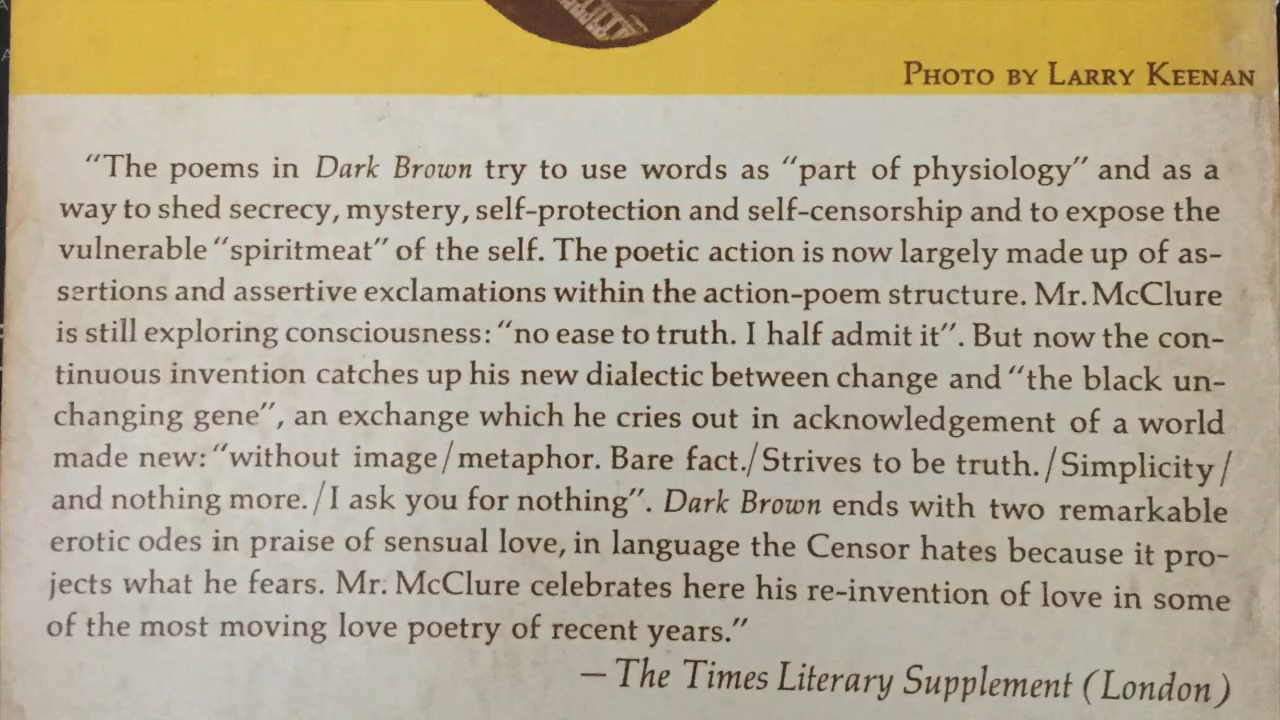 PHOTO BY LARRY KEENAN
“The poems in Dark Brown try to use words as “part of physiology” and as a
way to shed secrecy, mystery, self-protection and self-censorship and to expose the
vulnerable “spiritmeat” of the self. The poetic action is now largely made up of as-
sertions and assertive exclamations within the action-poem structure. Mr. McClure
is still exploring consciousness: “no ease to truth. I half admit it”. But now the con-
tinuous invention catches up his new dialectic between change and “the black un-
changing gene”, an exchange which he cries out in acknowledgement of a world
made new: “without image/metaphor. Bare fact./Strives to be truth./Simplicity/
and nothing more./I ask you for nothing”. Dark Brown ends with two remarkable
erotic odes in praise of sensual love, in language the Censor hates because it pro-
jects what he fears. Mr. McClure celebrates here his re-invention of love in some
of the most moving love poetry of recent years.”
— The Times Literary Supplement (London)